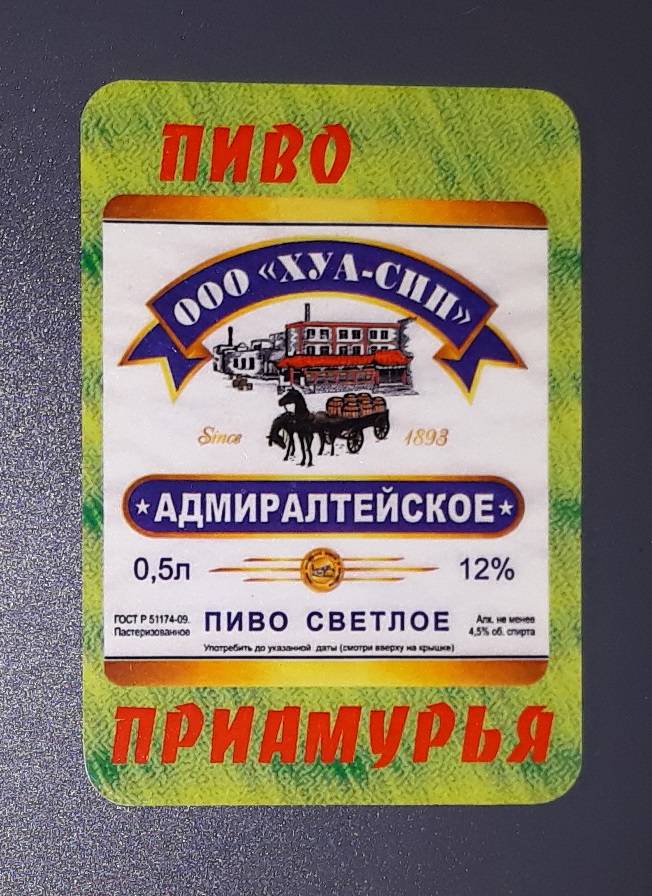 ПИВО
ООО «ХУА-СИН»
Since 1893
★АДМИРАЛТЕЙСКОЕ★
0,5л 12%
ГОСТ Р 51174-09.
Пастеризованное
ПИВО СВЕТЛОЕ
Алк. не менее
4,5% об. спирта
Употребить до указанной даты (смотри вверху на крышке)
ПРИАМУРЬЯ